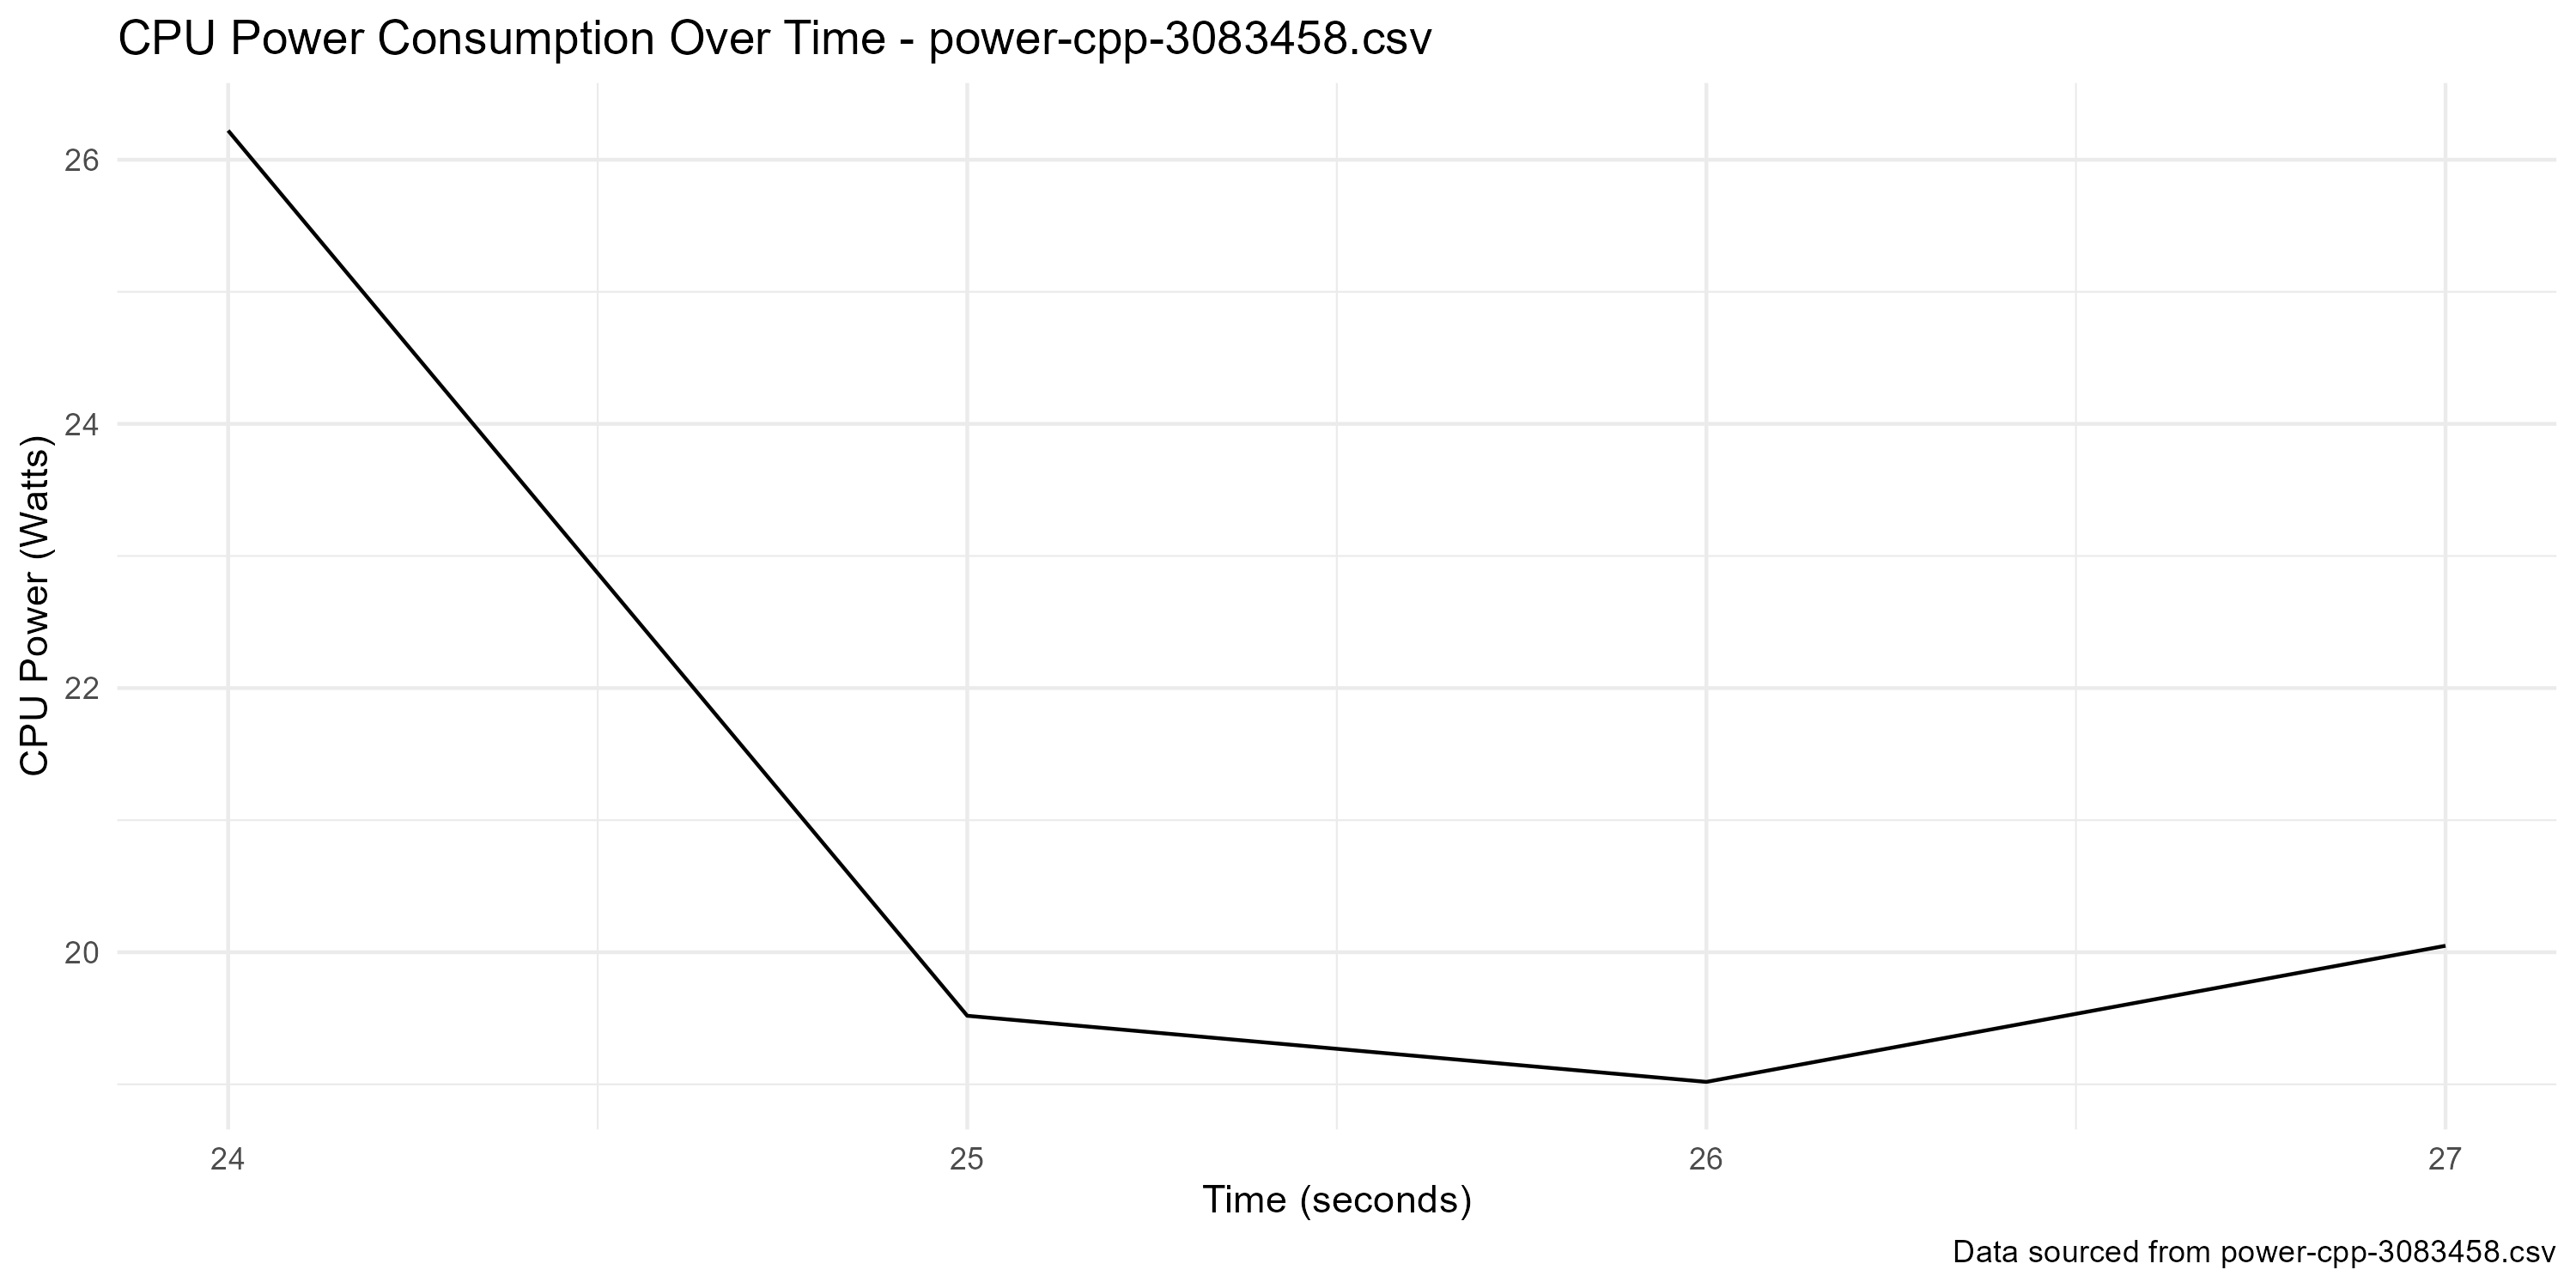 CPU Power Consumption Over Time - power-cpp-3083458.csv
CPU Power (Watts)
26
24
22
20
24 25 26 27
Time (seconds)
Data sourced from power-cpp-3083458.csv